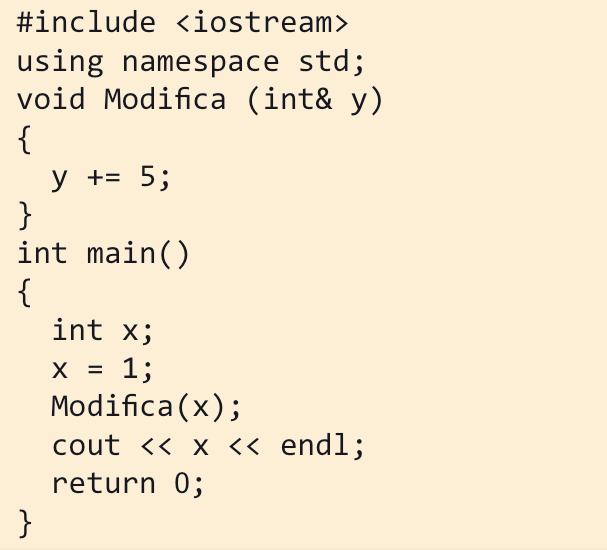 #include <iostream>
using namespace std;
void Modifica (int& y)
{
  y += 5;
}
int main()
{
  int x;
  x = 1;
  Modifica(x);
  cout << x << endl;
  return 0;
}